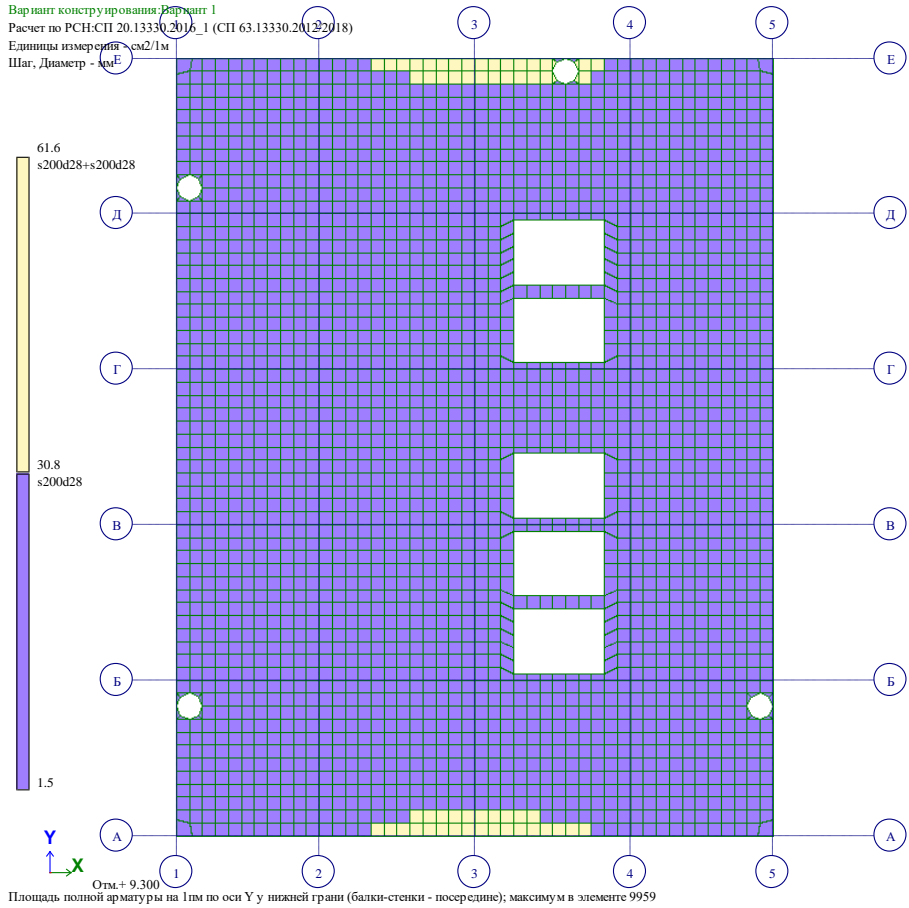 Вариант конструирования:Вариант 1
Расчет по РСН:СП 20.13330.2016_1 (СП 63.13330.2012/2018)
Единицы измерения - см2/1м
Шаг, Диаметр - мм
1 2 3 4 5
Е Е
61.6
s200d28+s200d28
Д Д
Г Г
30.8
s200d28
В В
Б Б
1.5
А А
Y
X
Отм.+ 9.300
1 2 3 4 5
Площадь полной арматуры на 1пм по оси Y у нижней грани (балки-стенки - посередине); максимум в элементе 9959